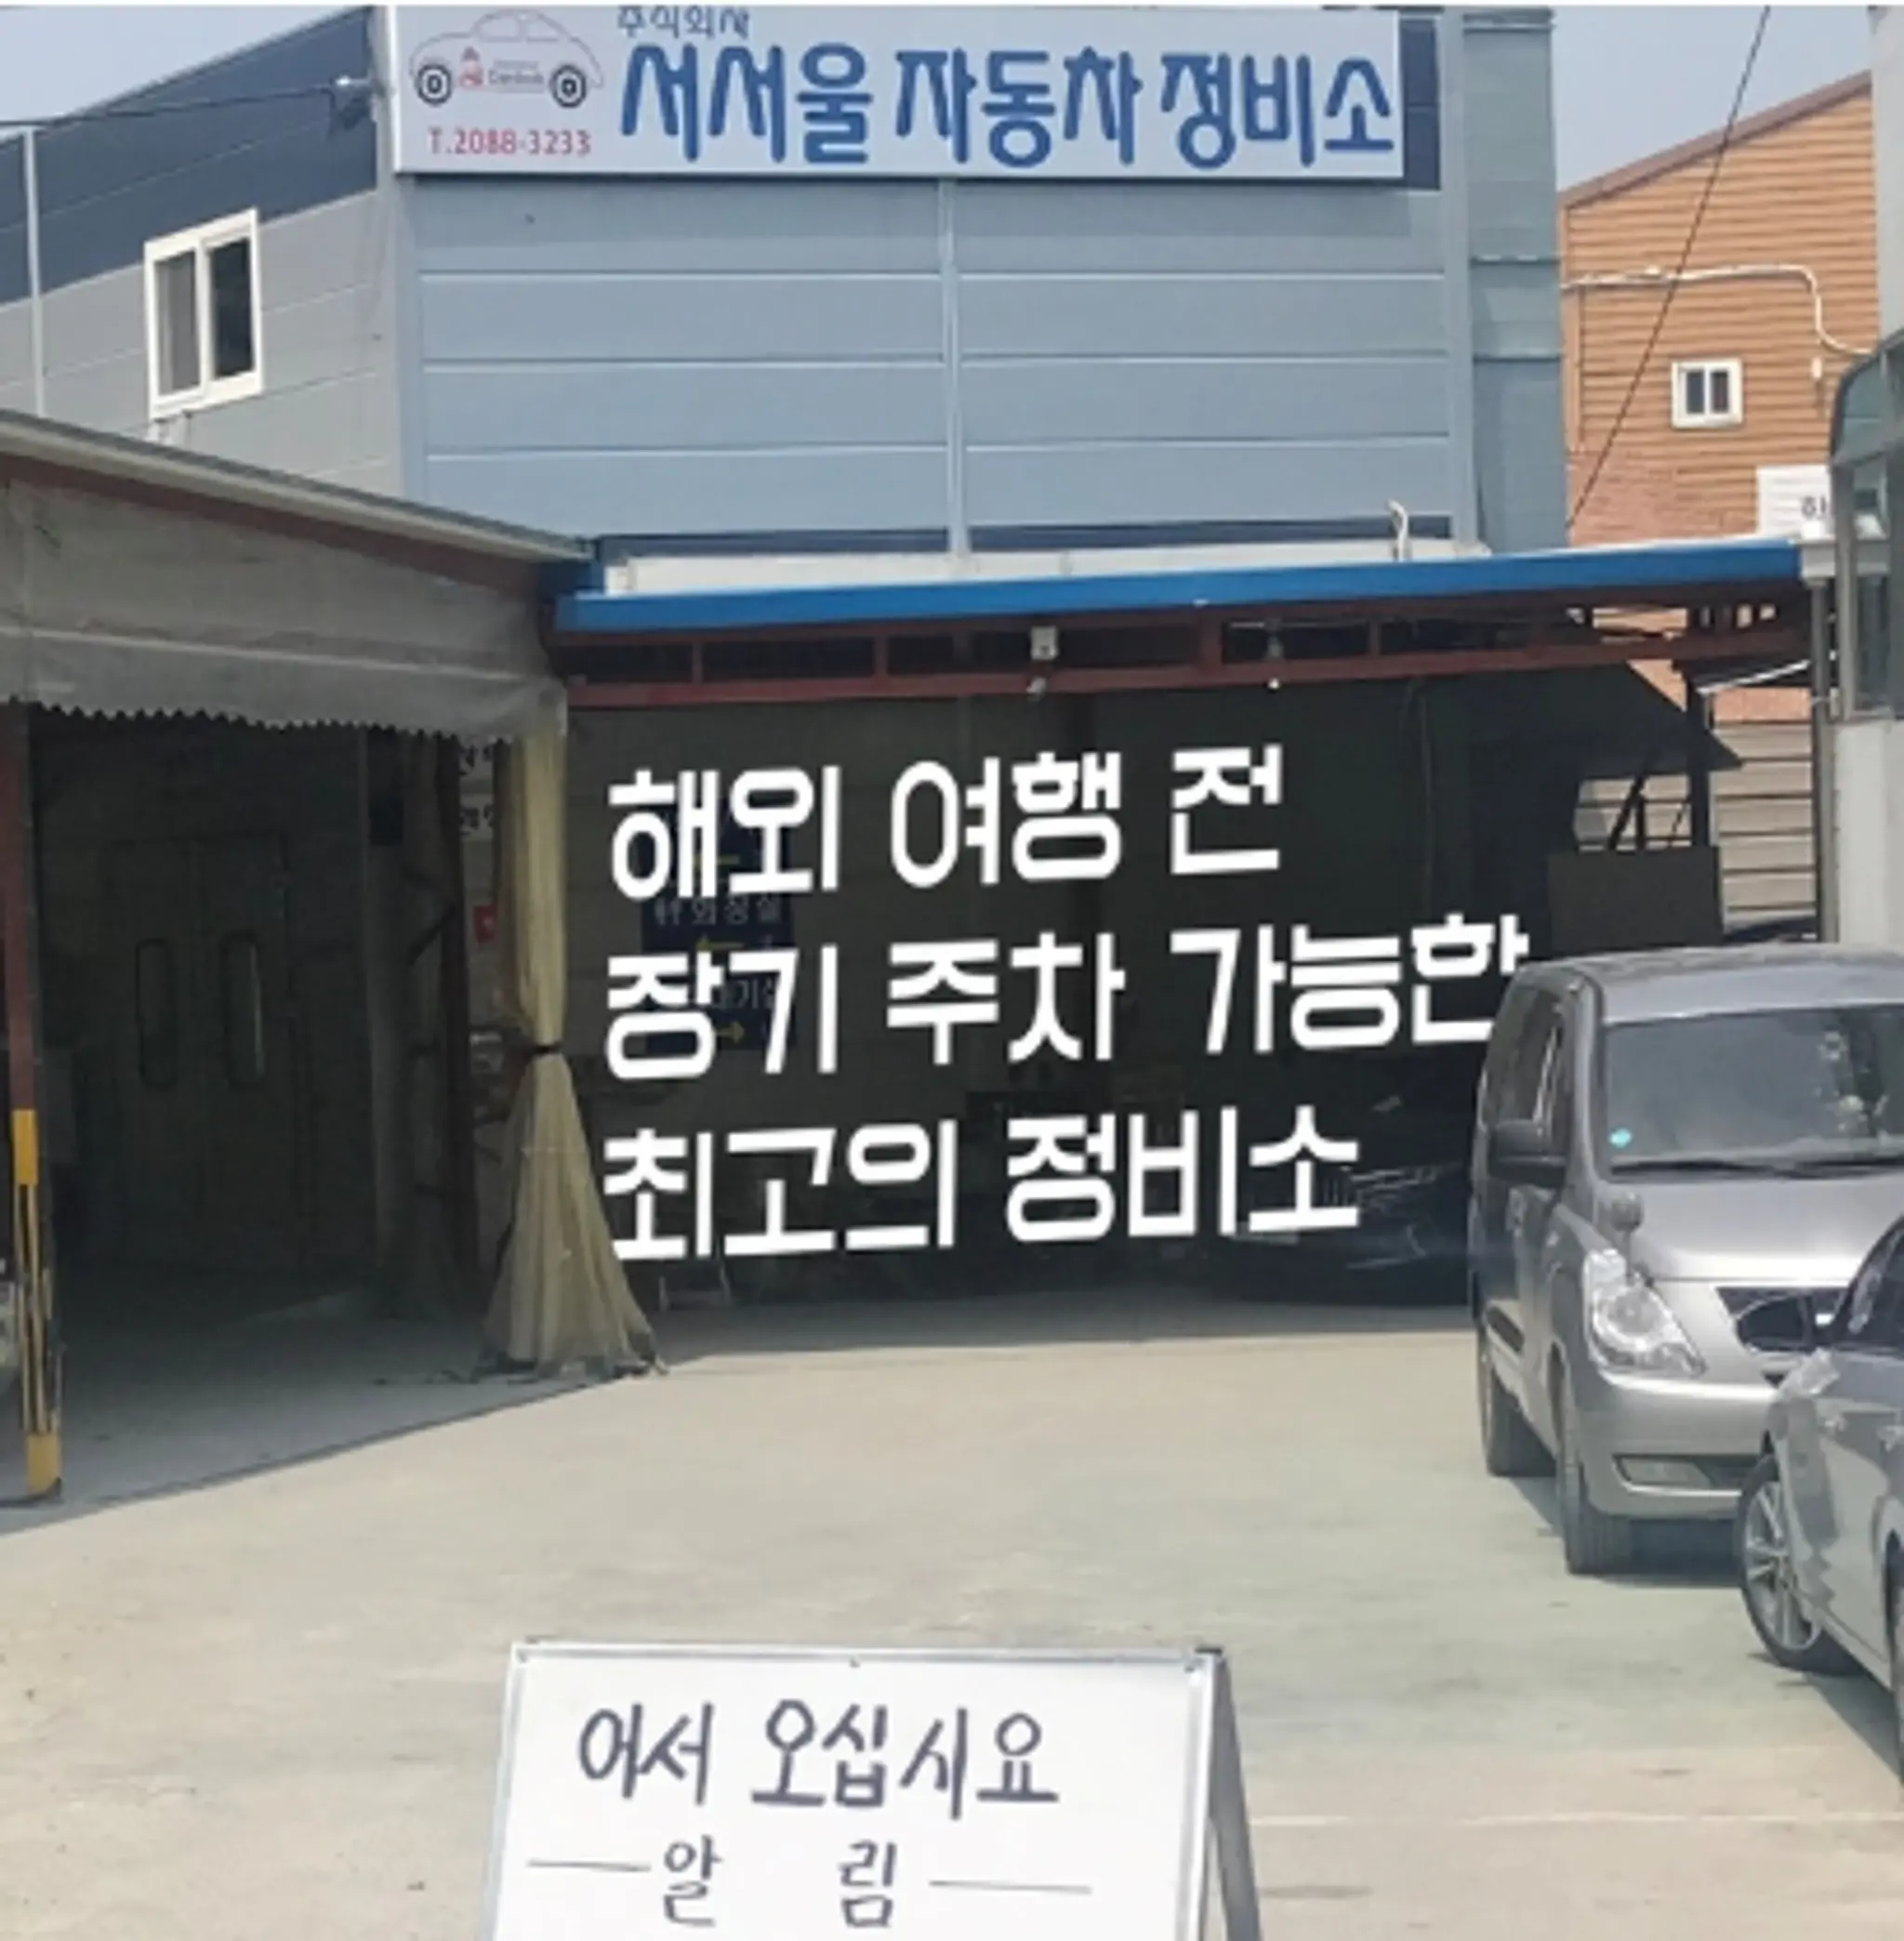 주식회사
서서울 자동차 정비소
T.2088-3233
해외 여행 전
장기 주차 가능한
최고의 정비소
어서 오십시요
알 림